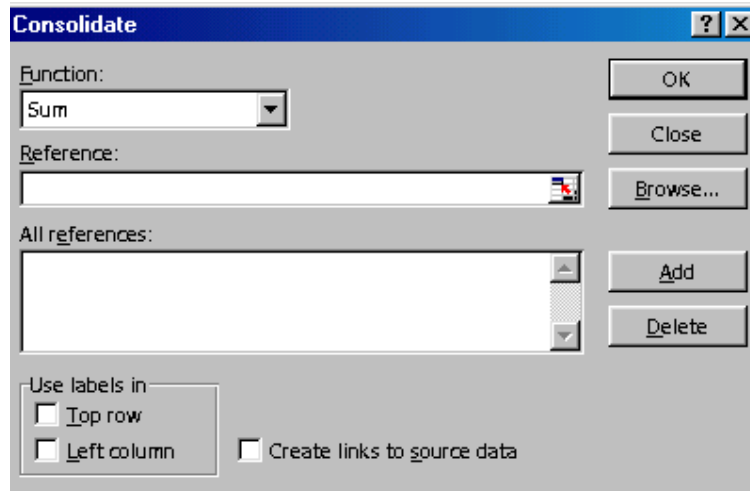 Consolidate
Function:
Sum
Reference:
All references:
Use labels in
Top row
Left column
Create links to source data
OK
Close
Browse...
Add
Delete